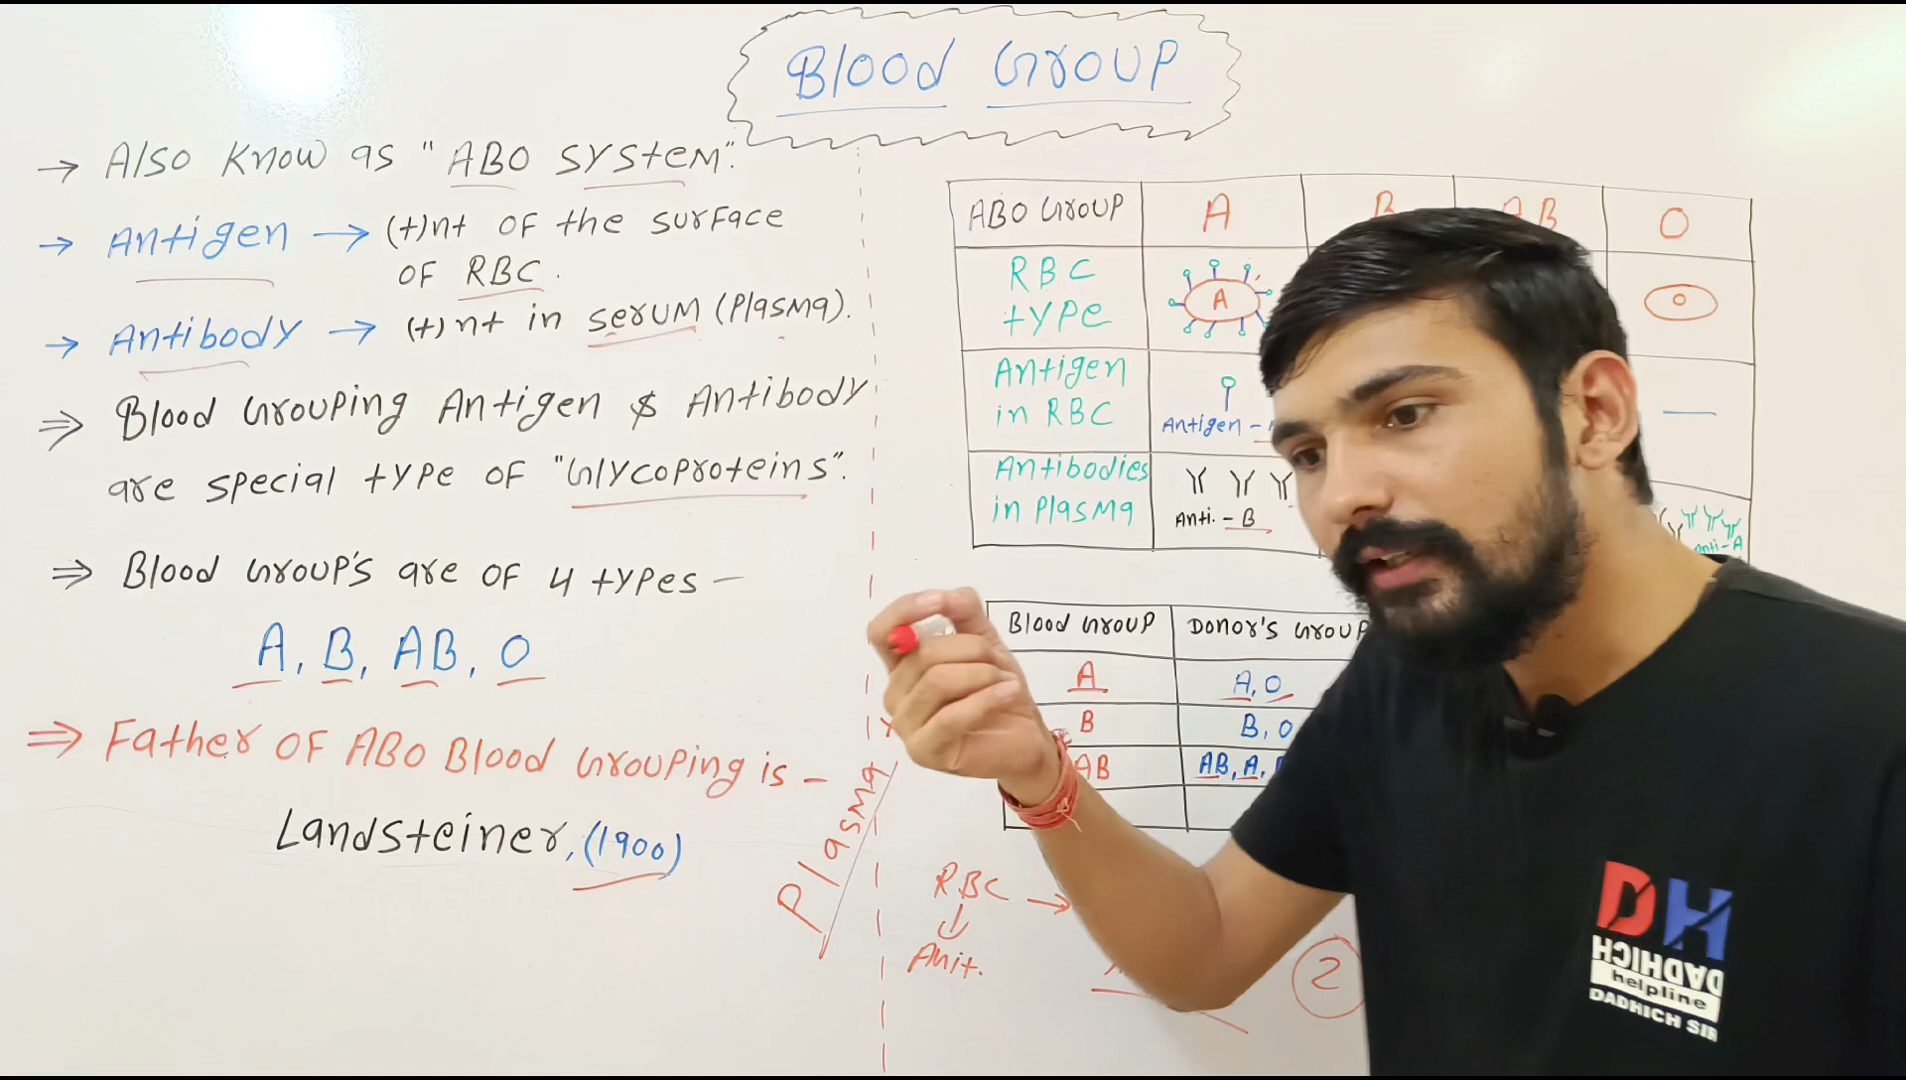 Blood Group
→ Also Know as "ABO system".
→ Antigen → (+)nt of the surface
of RBC.
→ Antibody → (+)nt in serum (Plasma).
⇒ Blood Grouping Antigen & Antibody
are special type of "Glycoproteins".
⇒ Blood Group's are of 4 types –
A, B, AB, O
⇒ Father of ABO Blood Grouping is –
Landsteiner, (1900)
Plasma
ABO Group A B AB O
RBC
type
A
O
Antigen
in RBC
Antigen -
—
Antibodies
in Plasma
Anti. - B
Anti-A
Blood Group Donor's Group
A A, O
B B, O
AB AB, A,
RBC →
Anit.
2
DH
DADHICH
helpline
DADHICH SIR